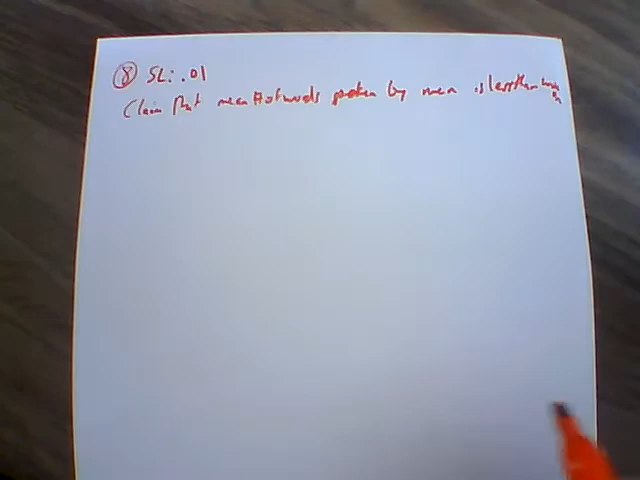 ⑧ SL: .01
Claim that mean # of words spoken by men is less than